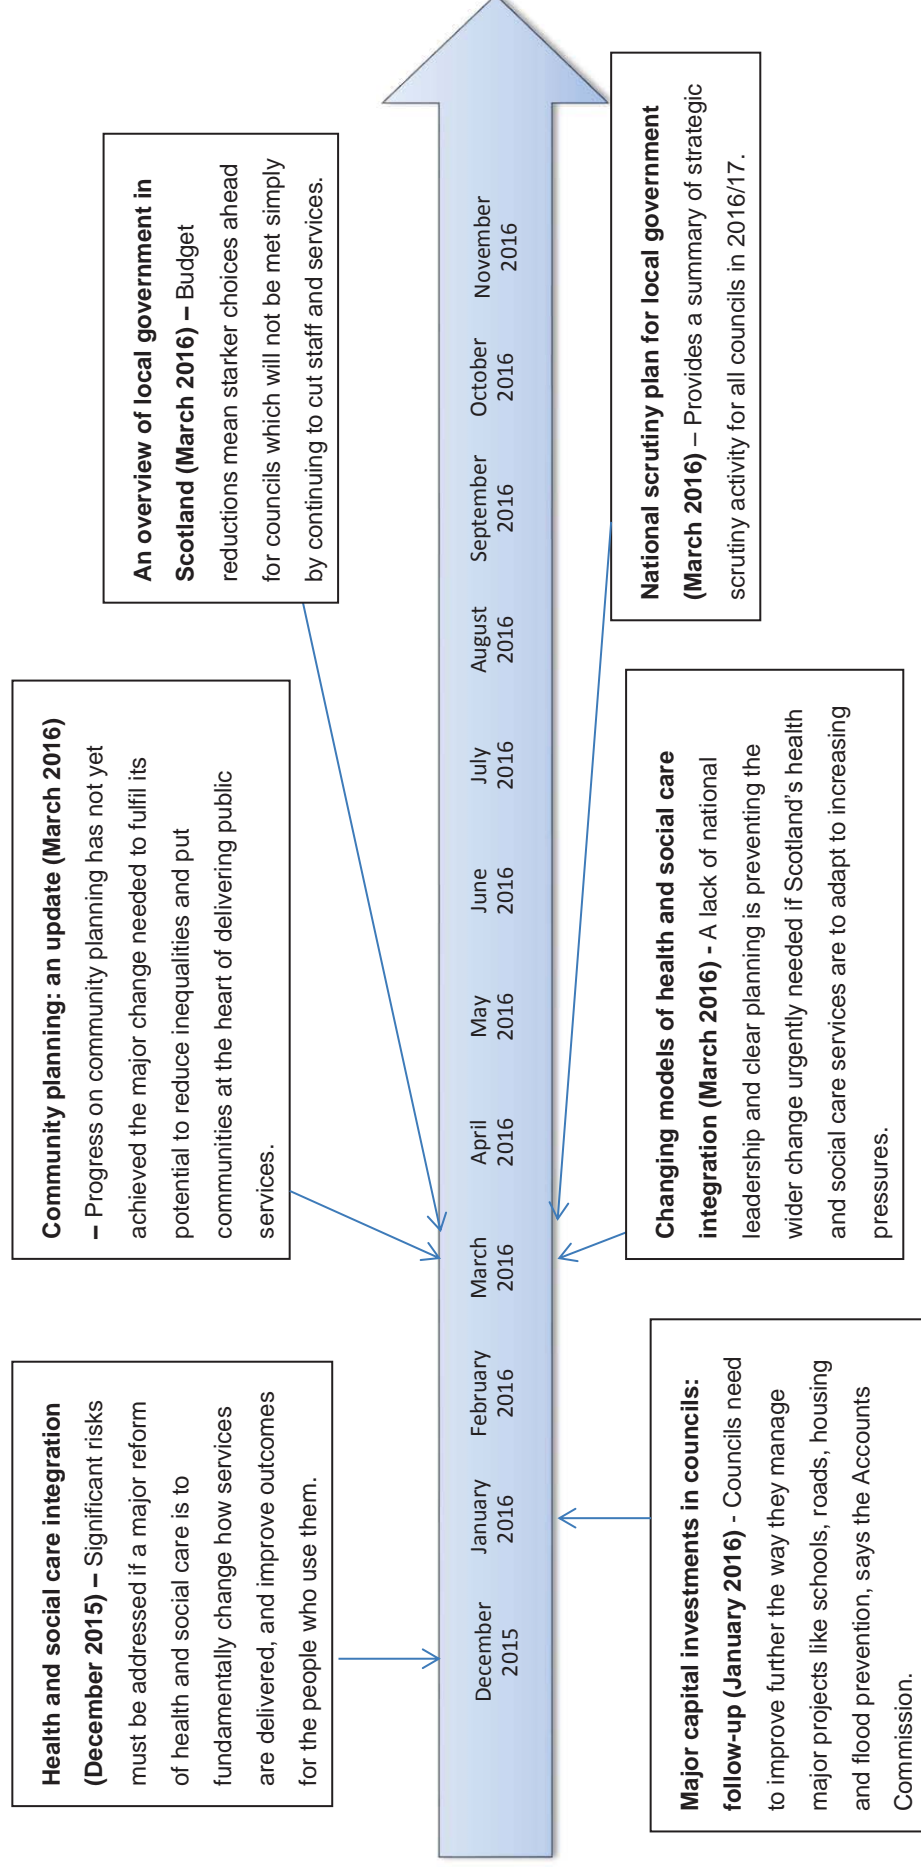 Health and social care integration
(December 2015) – Significant risks
must be addressed if a major reform
of health and social care is to
fundamentally change how services
are delivered, and improve outcomes
for the people who use them.
Community planning: an update (March 2016)
– Progress on community planning has not yet
achieved the major change needed to fulfil its
potential to reduce inequalities and put
communities at the heart of delivering public
services.
An overview of local government in
Scotland (March 2016) – Budget
reductions mean starker choices ahead
for councils which will not be met simply
by continuing to cut staff and services.
December
2015
January
2016
February
2016
March
2016
April
2016
May
2016
June
2016
July
2016
August
2016
September
2016
October
2016
November
2016
Major capital investments in councils:
follow-up (January 2016) - Councils need
to improve further the way they manage
major projects like schools, roads, housing
and flood prevention, says the Accounts
Commission.
Changing models of health and social care
integration (March 2016) - A lack of national
leadership and clear planning is preventing the
wider change urgently needed if Scotland's health
and social care services are to adapt to increasing
pressures.
National scrutiny plan for local government
(March 2016) – Provides a summary of strategic
scrutiny activity for all councils in 2016/17.